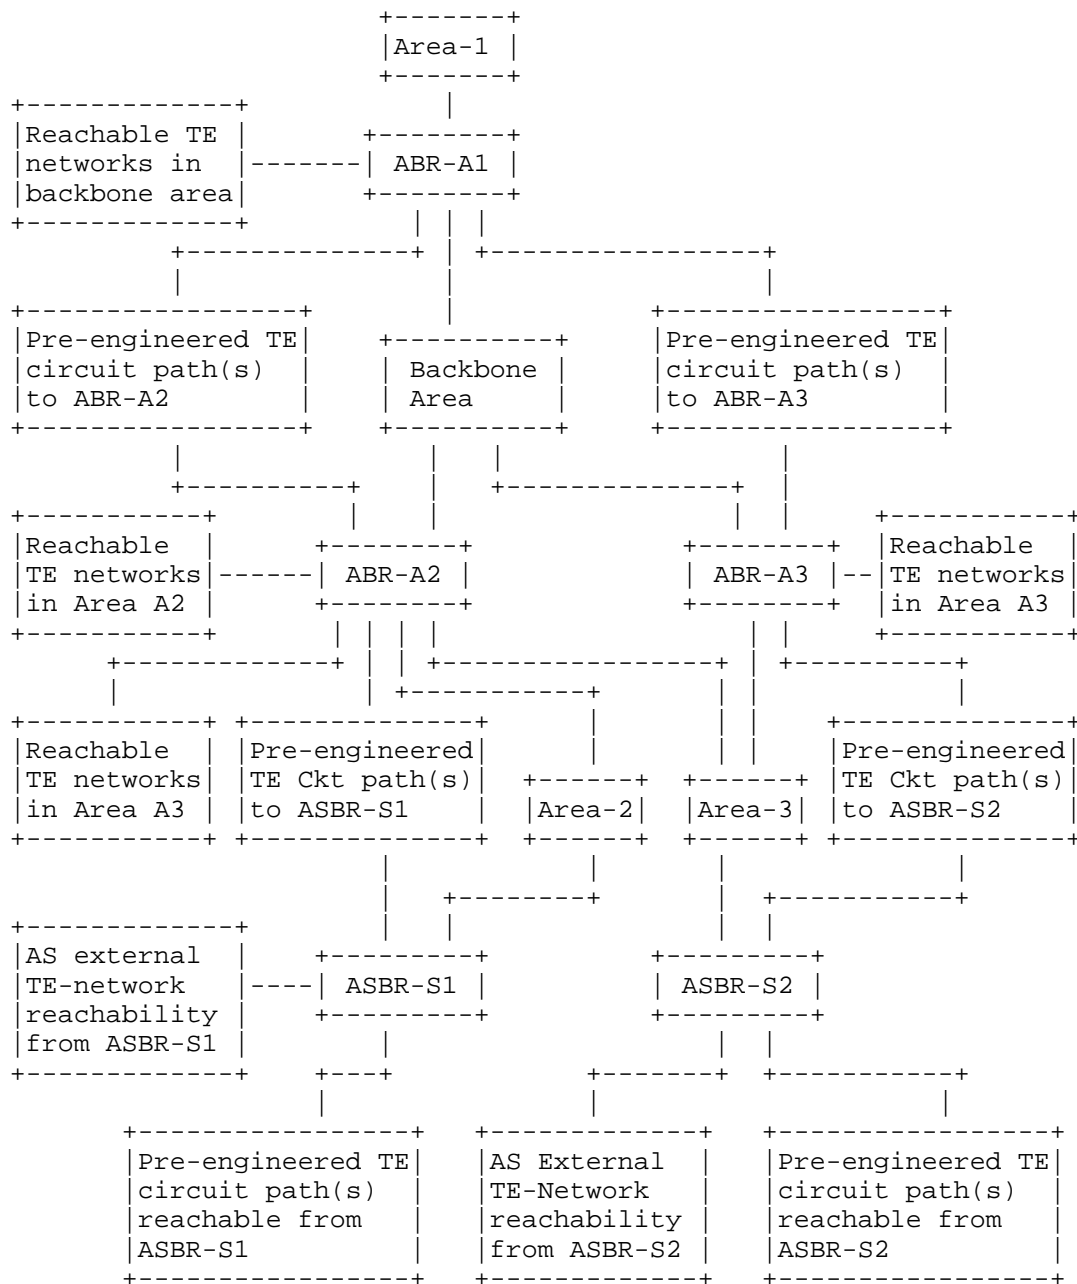 Area-1
Reachable TE
networks in
backbone area
ABR-A1
Pre-engineered TE
circuit path(s)
to ABR-A2
Backbone
Area
Pre-engineered TE
circuit path(s)
to ABR-A3
Reachable
TE networks
in Area A2
ABR-A2
ABR-A3
Reachable
TE networks
in Area A3
Reachable
TE networks
in Area A3
Pre-engineered
TE Ckt path(s)
to ASBR-S1
Area-2
Area-3
Pre-engineered
TE Ckt path(s)
to ASBR-S2
AS external
TE-network
reachability
from ASBR-S1
ASBR-S1
ASBR-S2
Pre-engineered TE
circuit path(s)
reachable from
ASBR-S1
AS External
TE-Network
reachability
from ASBR-S2
Pre-engineered TE
circuit path(s)
reachable from
ASBR-S2